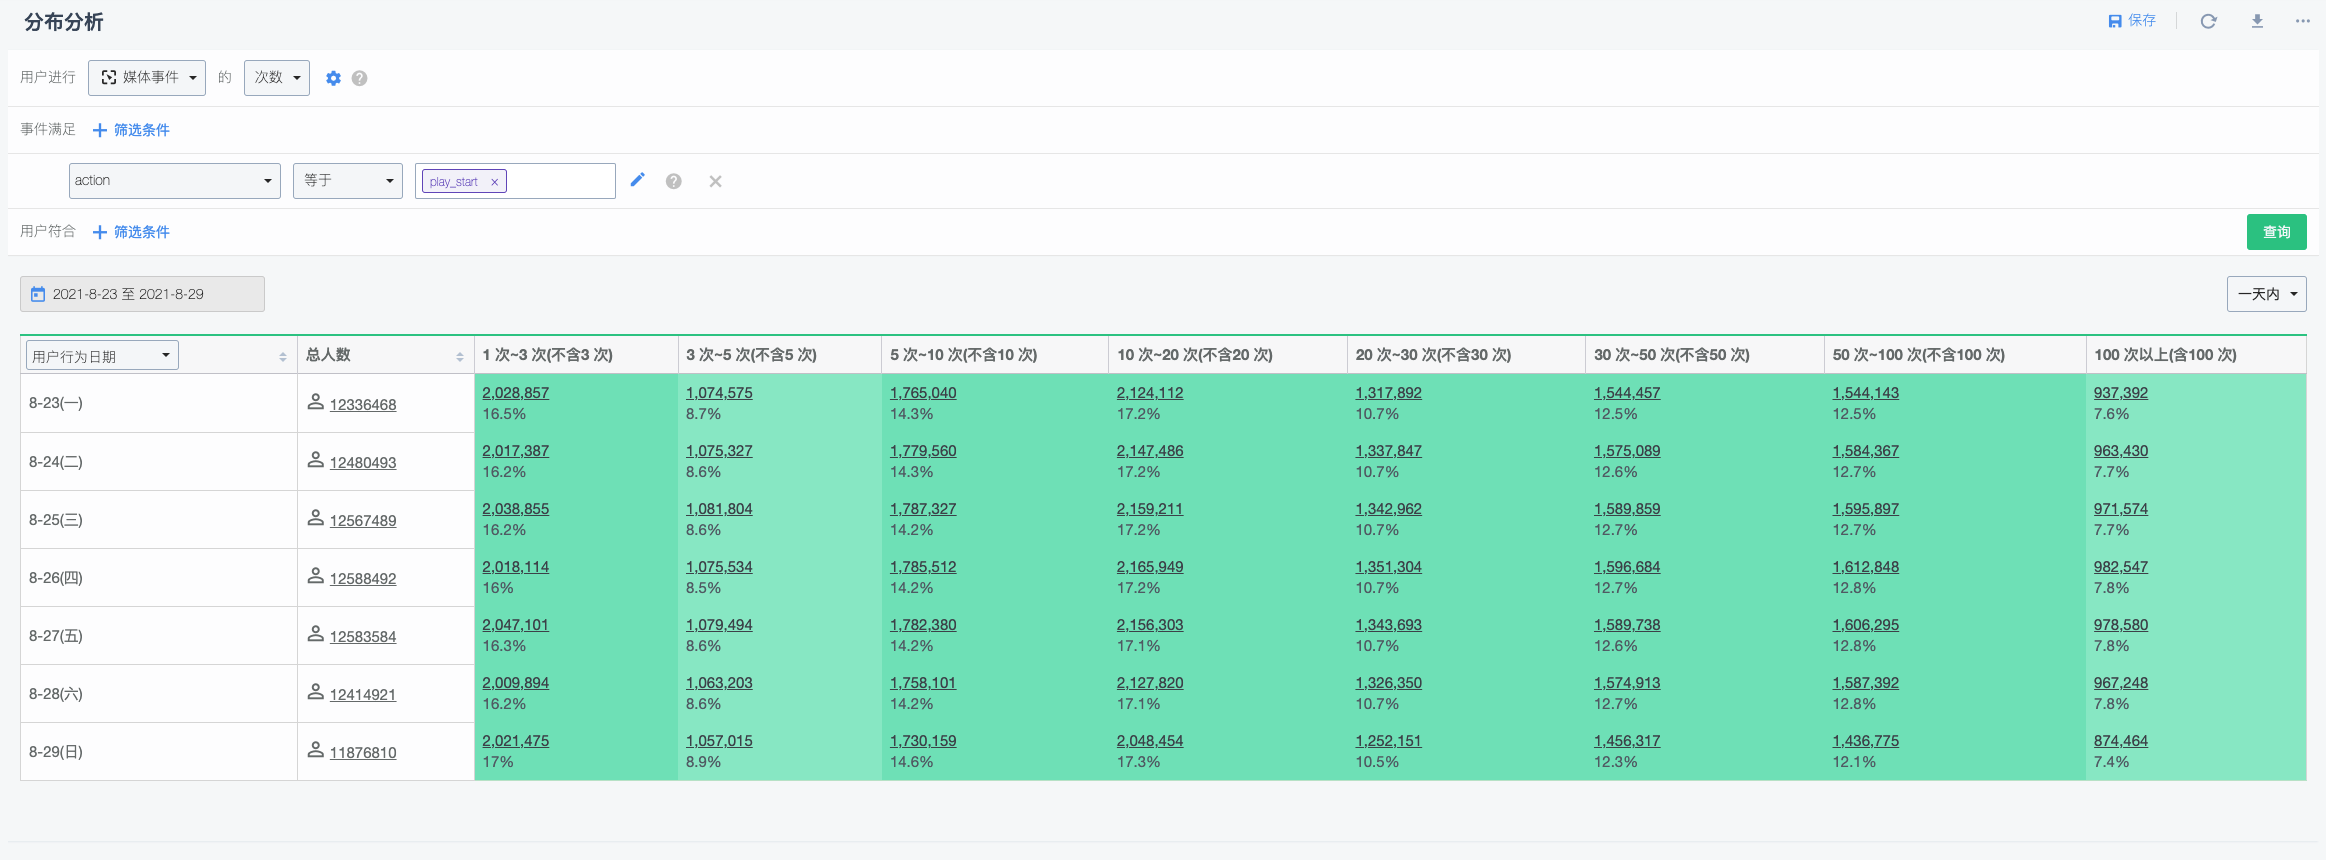 分布分析
保存
用户进行 媒体事件 的 次数
事件满足 筛选条件
action 等于 play_start ×
用户符合 筛选条件
查询
2021-8-23 至 2021-8-29
一天内
用户行为日期 总人数 1 次~3 次(不含3 次) 3 次~5 次(不含5 次) 5 次~10 次(不含10 次) 10 次~20 次(不含20 次) 20 次~30 次(不含30 次) 30 次~50 次(不含50 次) 50 次~100 次(不含100 次) 100 次以上(含100 次)
8-23(一) 12336468 2,028,857 1,074,575 1,765,040 2,124,112 1,317,892 1,544,457 1,544,143 937,392
16.5% 8.7% 14.3% 17.2% 10.7% 12.5% 12.5% 7.6%
8-24(二) 12480493 2,017,387 1,075,327 1,779,560 2,147,486 1,337,847 1,575,089 1,584,367 963,430
16.2% 8.6% 14.3% 17.2% 10.7% 12.6% 12.7% 7.7%
8-25(三) 12567489 2,038,855 1,081,804 1,787,327 2,159,211 1,342,962 1,589,859 1,595,897 971,574
16.2% 8.6% 14.2% 17.2% 10.7% 12.7% 12.7% 7.7%
8-26(四) 12588492 2,018,114 1,075,534 1,785,512 2,165,949 1,351,304 1,596,684 1,612,848 982,547
16% 8.5% 14.2% 17.2% 10.7% 12.7% 12.8% 7.8%
8-27(五) 12583584 2,047,101 1,079,494 1,782,380 2,156,303 1,343,693 1,589,738 1,606,295 978,580
16.3% 8.6% 14.2% 17.1% 10.7% 12.6% 12.8% 7.8%
8-28(六) 12414921 2,009,894 1,063,203 1,758,101 2,127,820 1,326,350 1,574,913 1,587,392 967,248
16.2% 8.6% 14.2% 17.1% 10.7% 12.7% 12.8% 7.8%
8-29(日) 11876810 2,021,475 1,057,015 1,730,159 2,048,454 1,252,151 1,456,317 1,436,775 874,464
17% 8.9% 14.6% 17.3% 10.5% 12.3% 12.1% 7.4%